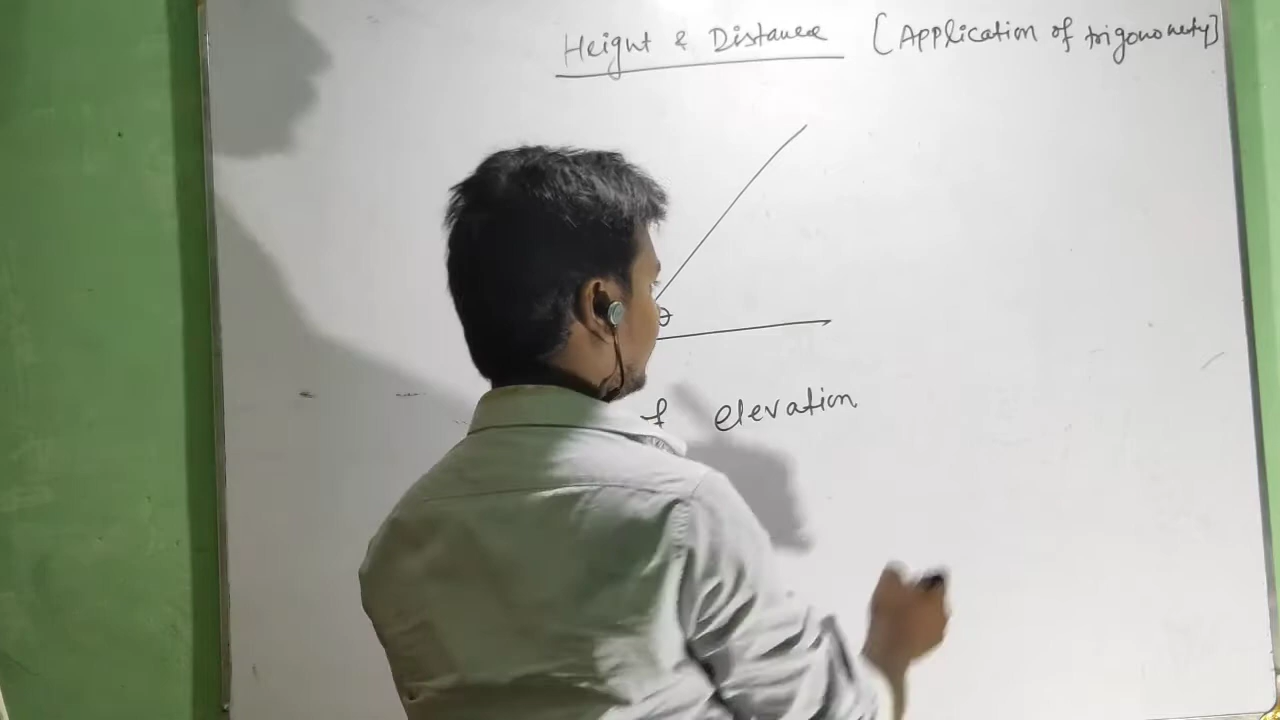 Height & Distance [Application of trigonometry]
θ
f elevation